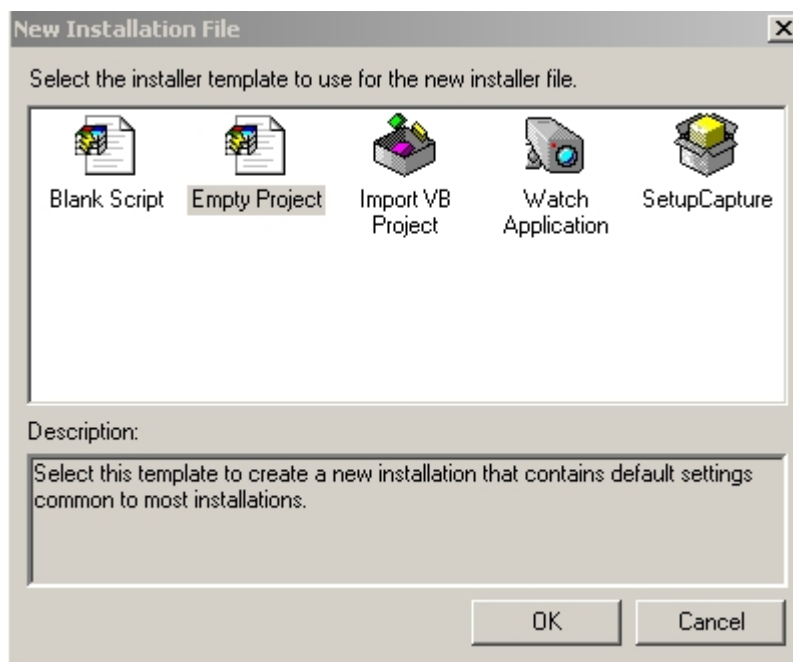 New Installation File
Select the installer template to use for the new installer file.
Blank Script
Empty Project
Import VB
Project
Watch
Application
SetupCapture
Description:
Select this template to create a new installation that contains default settings
common to most installations.
OK
Cancel